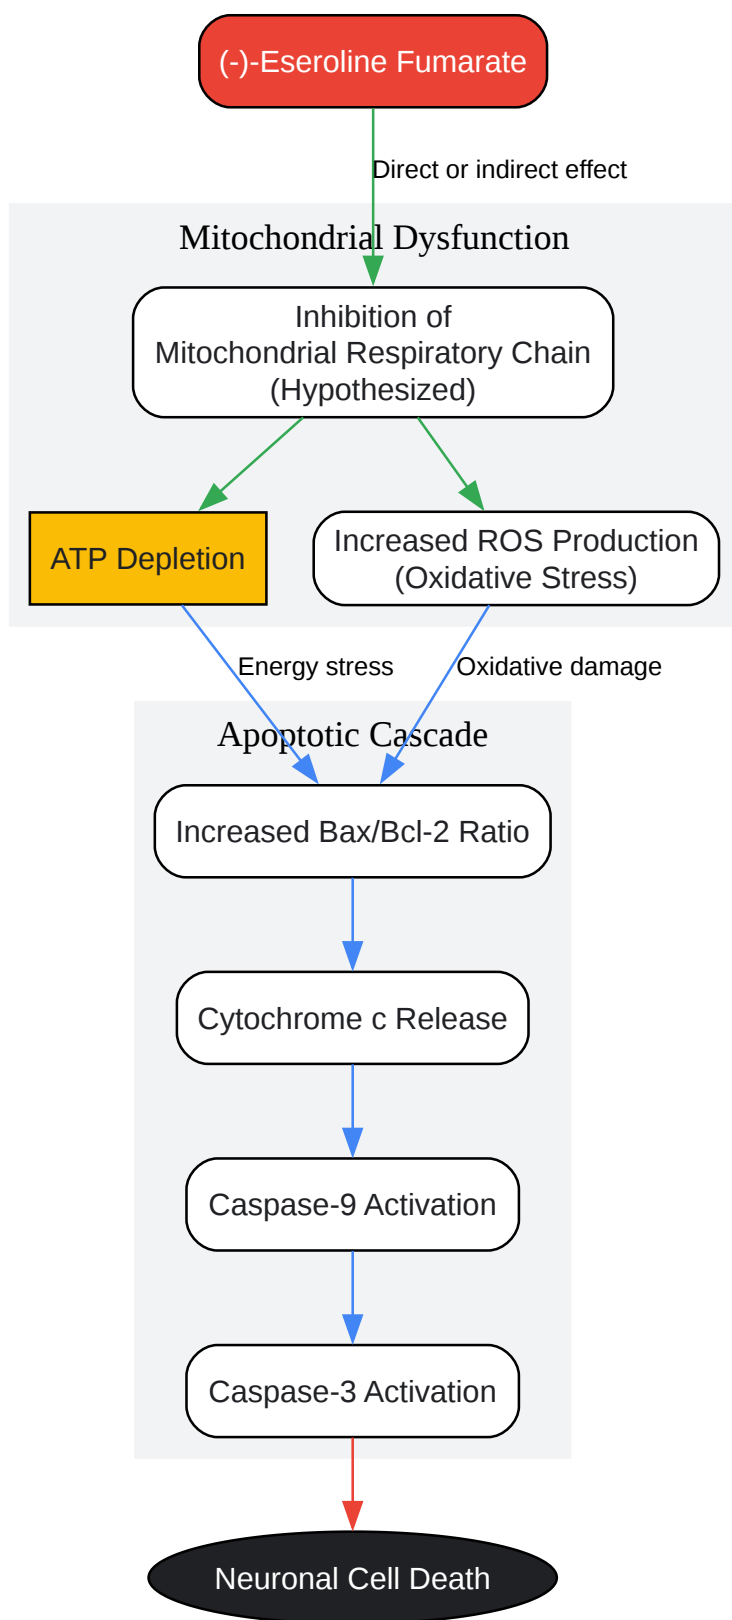 (-)-Eseroline Fumarate
Direct or indirect effect
Mitochondrial Dysfunction
Inhibition of
Mitochondrial Respiratory Chain
(Hypothesized)
ATP Depletion
Increased ROS Production
(Oxidative Stress)
Energy stress
Oxidative damage
Apoptotic Cascade
Increased Bax/Bcl-2 Ratio
Cytochrome c Release
Caspase-9 Activation
Caspase-3 Activation
Neuronal Cell Death